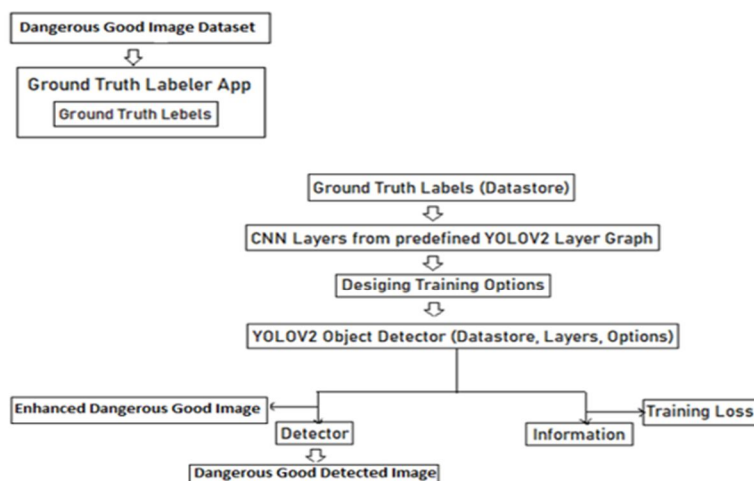 Dangerous Good Image Dataset
Ground Truth Labeler App
Ground Truth Lebels
Ground Truth Labels (Datastore)
CNN Layers from predefined YOLOV2 Layer Graph
Desiging Training Options
YOLOV2 Object Detector (Datastore, Layers, Options)
Enhanced Dangerous Good Image
Training Loss
Detector
Information
Dangerous Good Detected Image